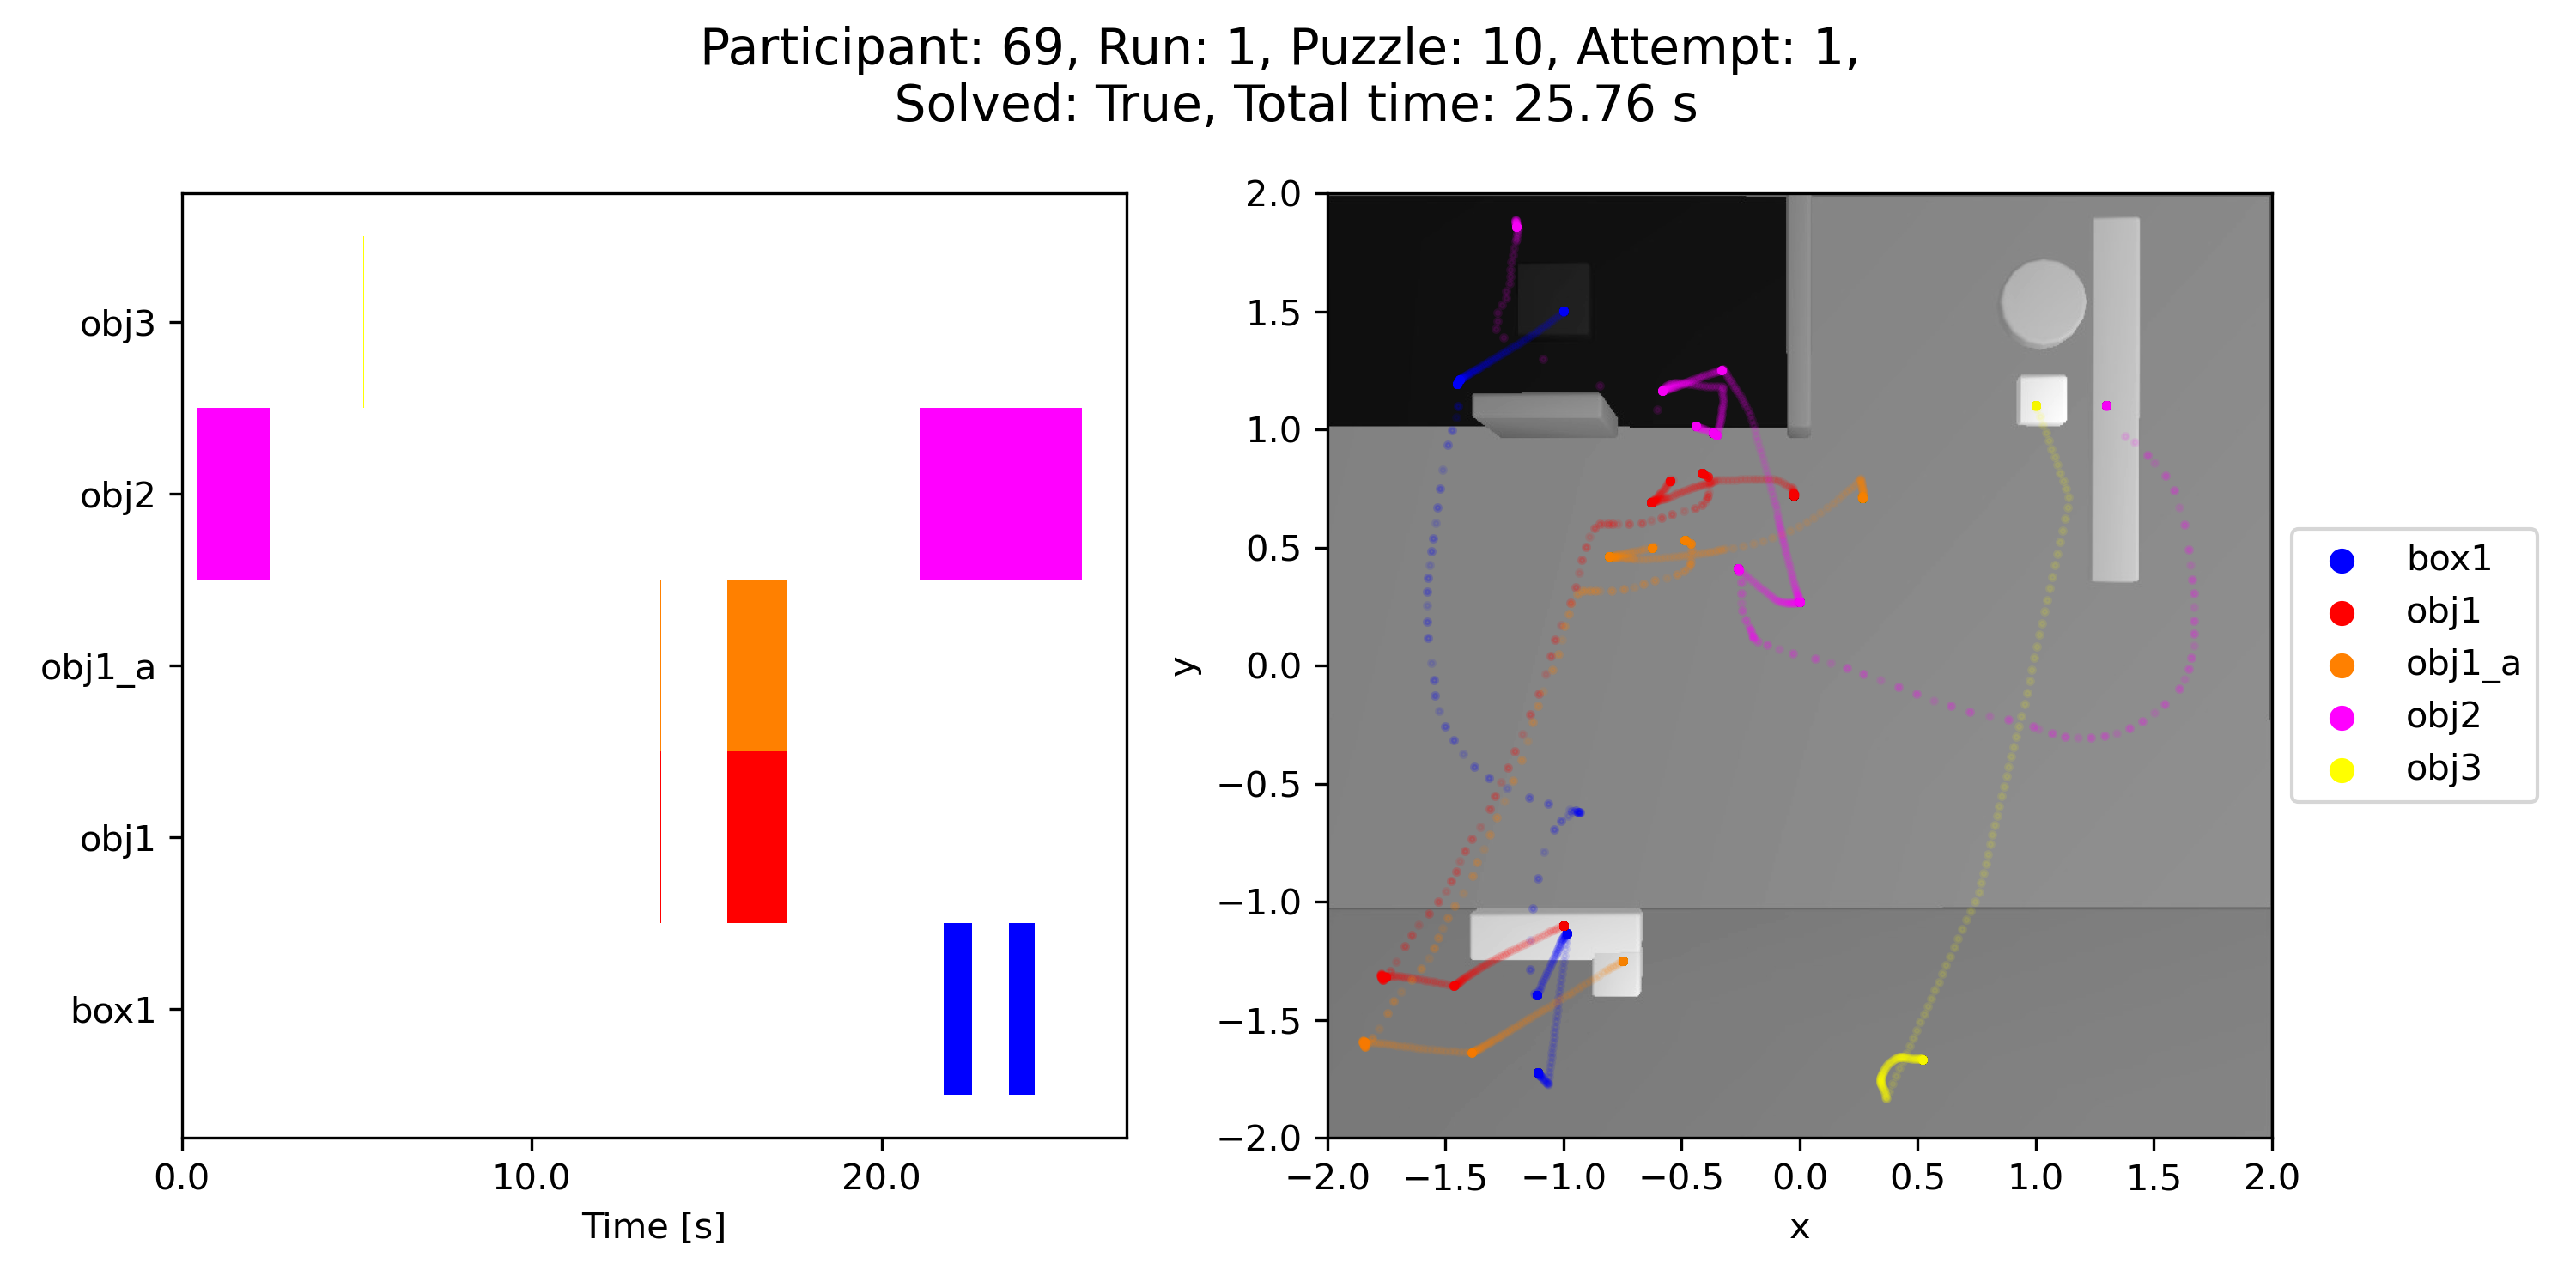 Participant: 69, Run: 1, Puzzle: 10, Attempt: 1,
Solved: True, Total time: 25.76 s
obj3
obj2
obj1_a
obj1
box1
0.0 10.0 20.0
Time [s]
2.0
1.5
1.0
0.5
0.0
−0.5
−1.0
−1.5
−2.0
y
−2.0 −1.5 −1.0 −0.5 0.0 0.5 1.0 1.5 2.0
x
box1
obj1
obj1_a
obj2
obj3